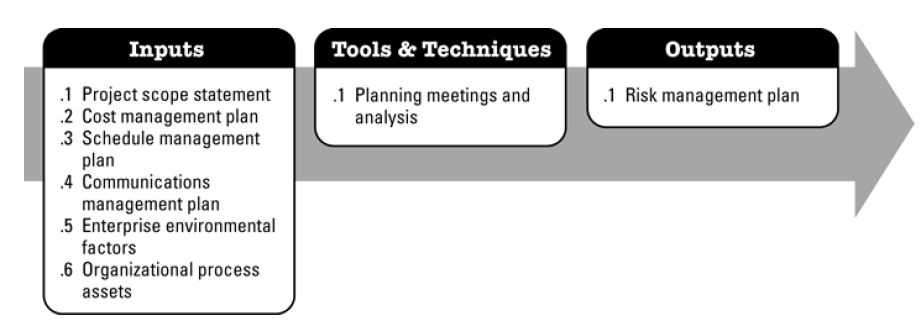 Inputs
.1 Project scope statement
.2 Cost management plan
.3 Schedule management
plan
.4 Communications
management plan
.5 Enterprise environmental
factors
.6 Organizational process
assets
Tools & Techniques
.1 Planning meetings and
analysis
Outputs
.1 Risk management plan